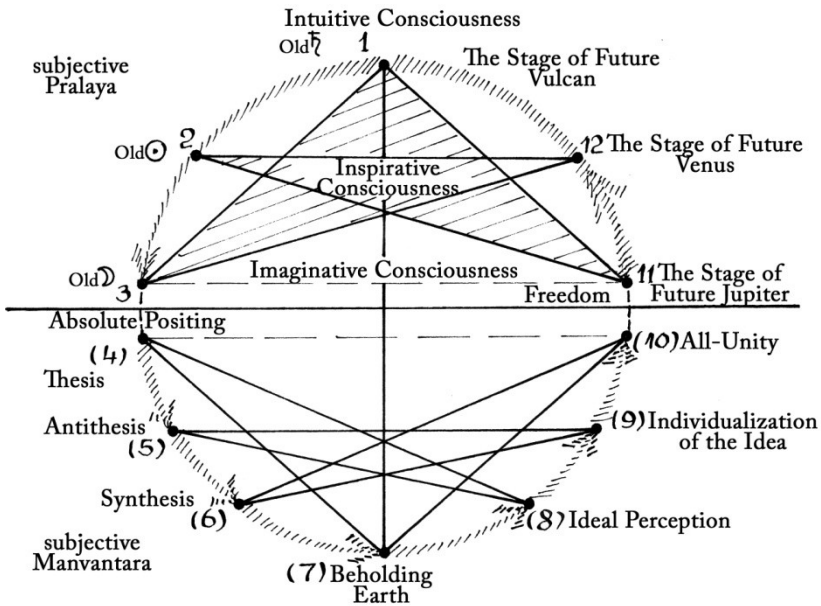 Intuitive Consciousness
Old♄ 1
The Stage of Future
Vulcan
subjective
Pralaya
2
Old☉
12 The Stage of Future
Venus
Inspirative
Consciousness
Old☽
3
Imaginative Consciousness
11 The Stage of
Future Jupiter
Freedom
Absolute Positing
(4)
(10) All-Unity
Thesis
Antithesis
(5)
(9) Individualization
of the Idea
Synthesis
(6)
(8) Ideal Perception
subjective
Manvantara
(7) Beholding
Earth